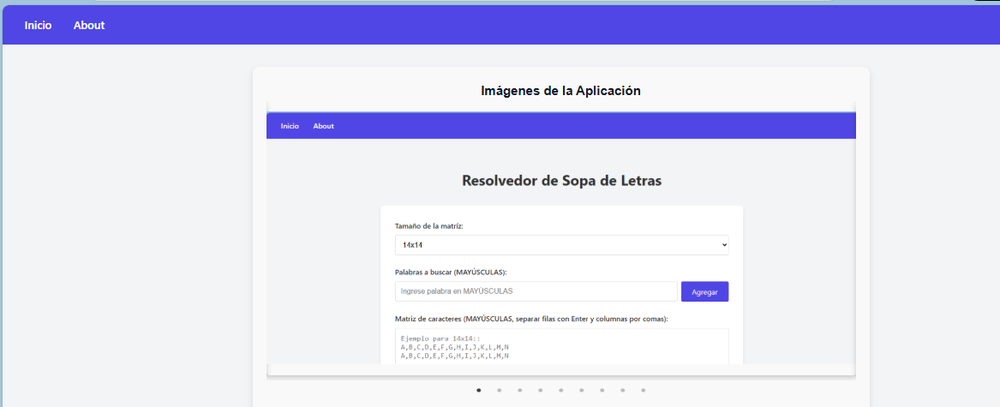 Inicio About
Imágenes de la Aplicación
Inicio About
Resolvedor de Sopa de Letras
Tamaño de la matríz:
14x14
Palabras a buscar (MAYÚSCULAS):
Ingrese palabra en MAYÚSCULAS Agregar
Matriz de caracteres (MAYÚSCULAS, separar filas con Enter y columnas por comas):
Ejemplo para 14x14::
A,B,C,D,E,F,G,H,I,J,K,L,M,N
A,B,C,D,E,F,G,H,I,J,K,L,M,N